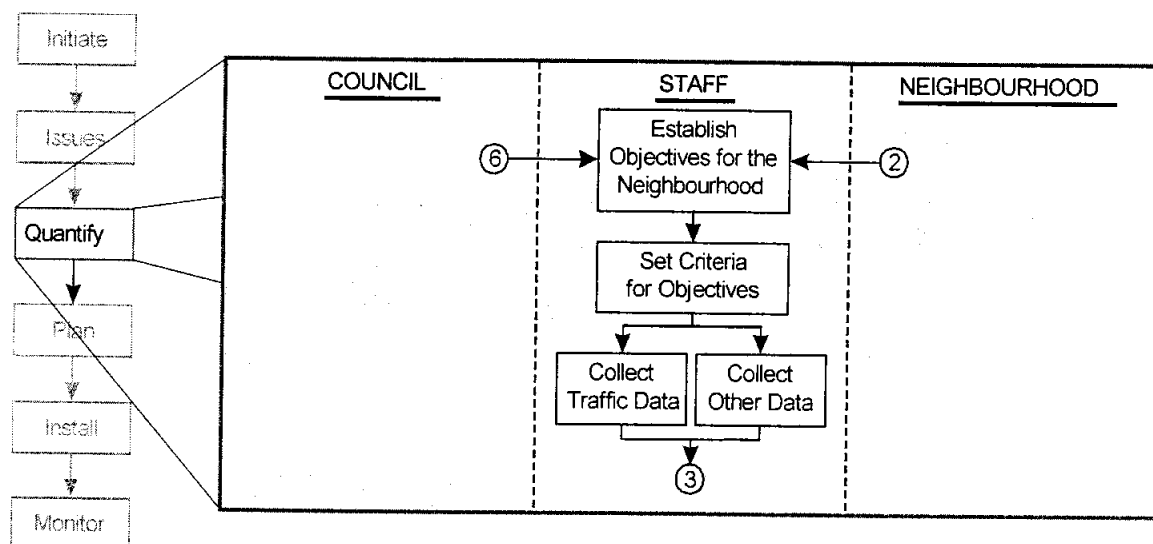 Initiate
Issues
Quantify
Plan
Install
Monitor
COUNCIL
STAFF
NEIGHBOURHOOD
Establish
Objectives for the
Neighbourhood
6
2
Set Criteria
for Objectives
Collect
Traffic Data
Collect
Other Data
3